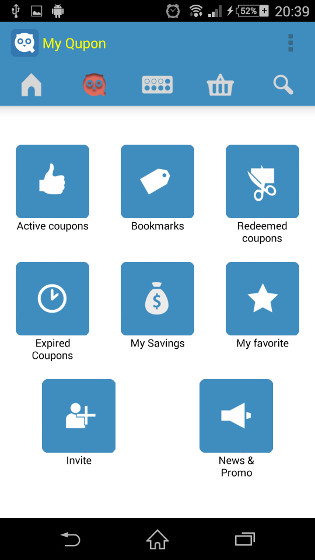 52% 20:39
My Qupon
Active coupons
Bookmarks
Redeemed
coupons
Expired
Coupons
My Savings
My favorite
Invite
News &
Promo